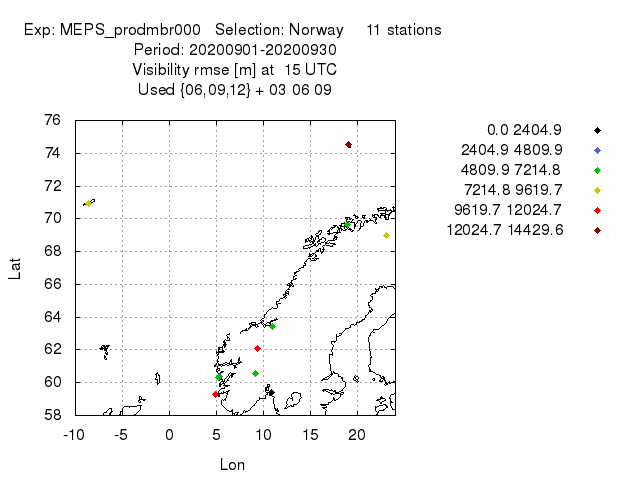 Exp: MEPS_prodmbr000 Selection: Norway 11 stations
Period: 20200901-20200930
Visibility rmse [m] at 15 UTC
Used {06,09,12} + 03 06 09
0.0 2404.9
2404.9 4809.9
4809.9 7214.8
7214.8 9619.7
9619.7 12024.7
12024.7 14429.6
76
74
72
70
68
66
64
62
60
58
Lat
-10 -5 0 5 10 15 20
Lon